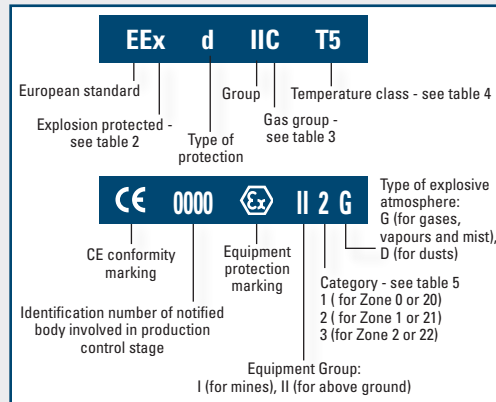 EEx d IIC T5
European standard
Group
Temperature class - see table 4
Explosion protected -
see table 2
Type of
protection
Gas group -
see table 3
CE 0000 Ex II 2 G
Type of explosive
atmosphere:
G (for gases,
vapours and mist),
D (for dusts)
CE conformity
marking
Equipment
protection
marking
Category - see table 5
1 ( for Zone 0 or 20)
2 ( for Zone 1 or 21)
3 (for Zone 2 or 22)
Identification number of notified
body involved in production
control stage
Equipment Group:
I (for mines), II (for above ground)